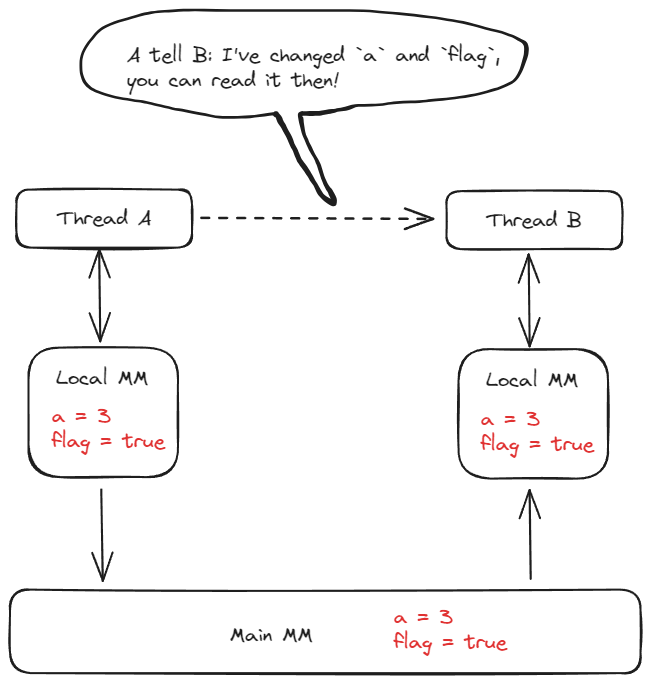 A tell B: I've changed `a` and `flag`,
you can read it then!
Thread A
Thread B
Local MM
a = 3
flag = true
Local MM
a = 3
flag = true
Main MM
a = 3
flag = true